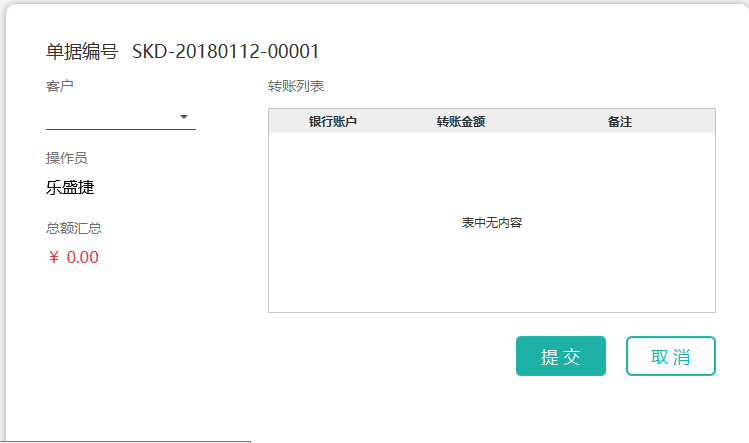 单据编号 SKD-20180112-00001
客户
操作员
乐盛捷
总额汇总
¥ 0.00
转账列表
银行账户 转账金额 备注
表中无内容
提 交 取 消